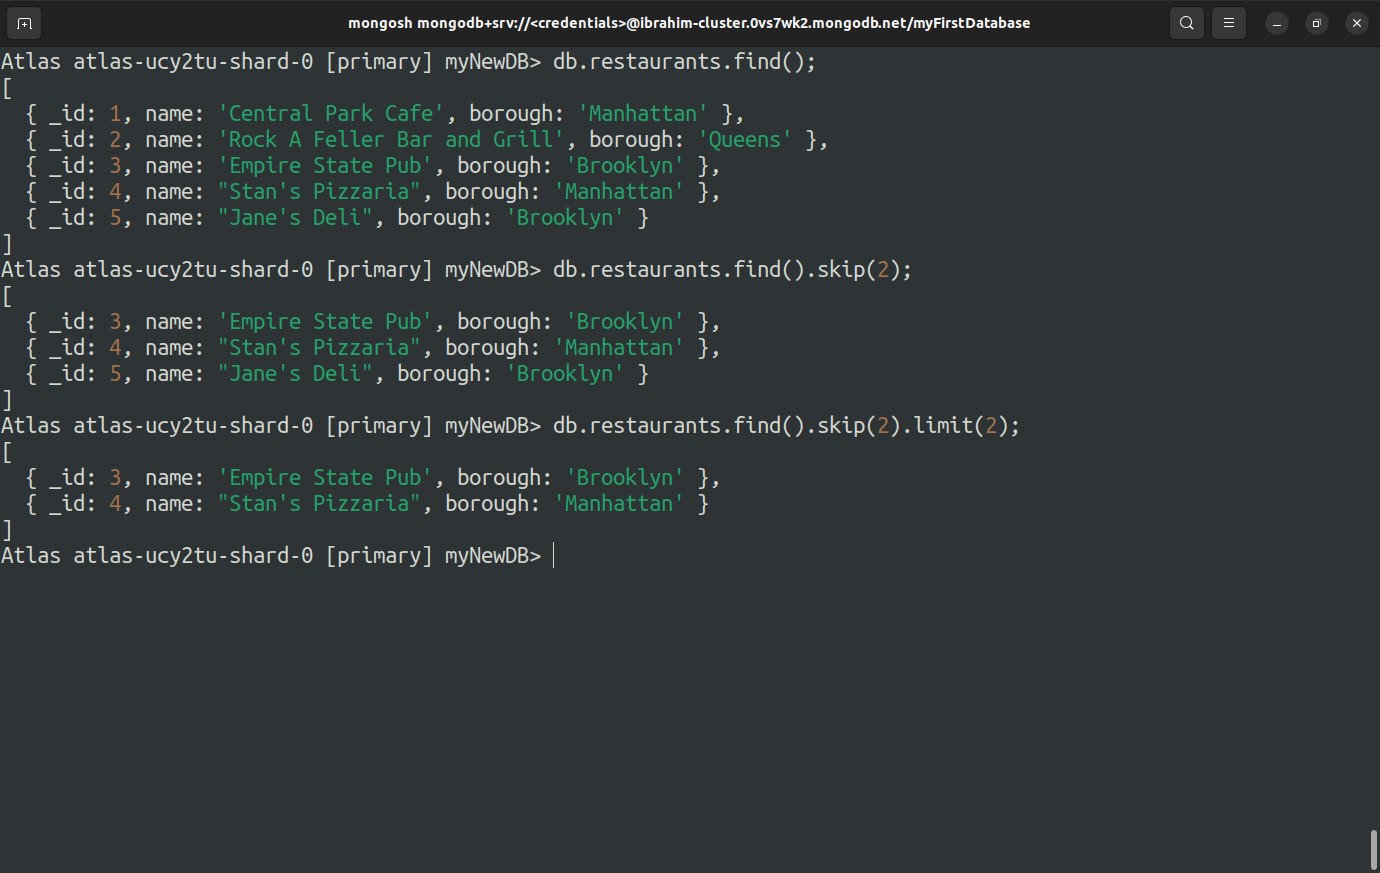 mongosh mongodb+srv://<credentials>@ibrahim-cluster.0vs7wk2.mongodb.net/myFirstDatabase
Atlas atlas-ucy2tu-shard-0 [primary] myNewDB> db.restaurants.find();
[
  { _id: 1, name: 'Central Park Cafe', borough: 'Manhattan' },
  { _id: 2, name: 'Rock A Feller Bar and Grill', borough: 'Queens' },
  { _id: 3, name: 'Empire State Pub', borough: 'Brooklyn' },
  { _id: 4, name: "Stan's Pizzaria", borough: 'Manhattan' },
  { _id: 5, name: "Jane's Deli", borough: 'Brooklyn' }
]
Atlas atlas-ucy2tu-shard-0 [primary] myNewDB> db.restaurants.find().skip(2);
[
  { _id: 3, name: 'Empire State Pub', borough: 'Brooklyn' },
  { _id: 4, name: "Stan's Pizzaria", borough: 'Manhattan' },
  { _id: 5, name: "Jane's Deli", borough: 'Brooklyn' }
]
Atlas atlas-ucy2tu-shard-0 [primary] myNewDB> db.restaurants.find().skip(2).limit(2);
[
  { _id: 3, name: 'Empire State Pub', borough: 'Brooklyn' },
  { _id: 4, name: "Stan's Pizzaria", borough: 'Manhattan' }
]
Atlas atlas-ucy2tu-shard-0 [primary] myNewDB>